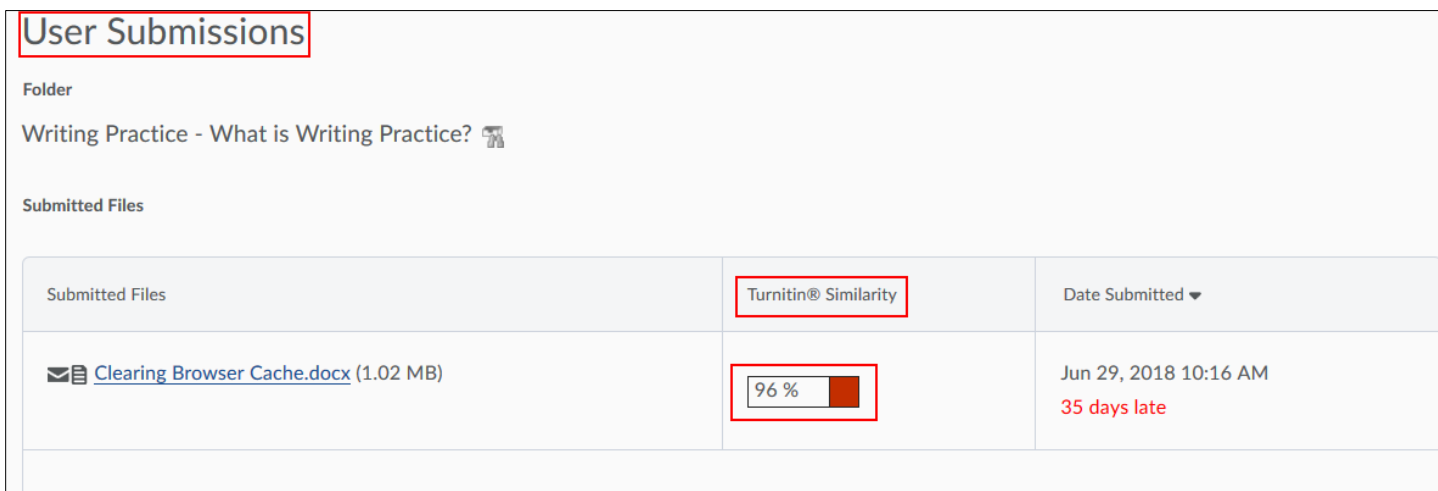 User Submissions
Folder
Writing Practice - What is Writing Practice?
Submitted Files
Submitted Files
Turnitin® Similarity
Date Submitted
Clearing Browser Cache.docx (1.02 MB)
96 %
Jun 29, 2018 10:16 AM
35 days late